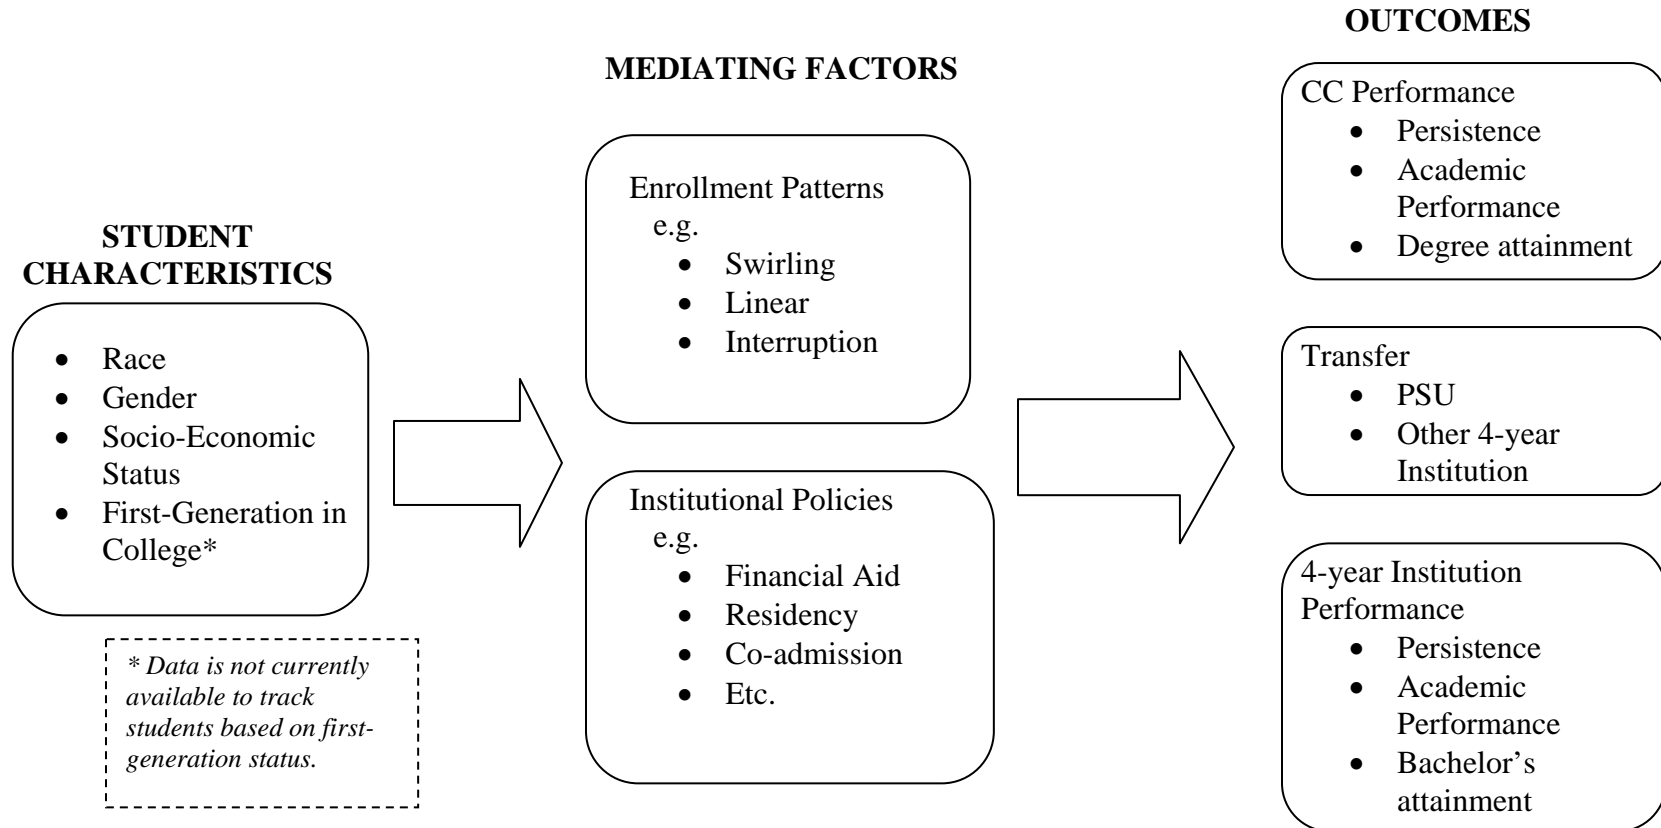 STUDENT
CHARACTERISTICS
• Race
• Gender
• Socio-Economic
Status
• First-Generation in
College*
* Data is not currently
available to track
students based on first-
generation status.
MEDIATING FACTORS
Enrollment Patterns
e.g.
• Swirling
• Linear
• Interruption
Institutional Policies
e.g.
• Financial Aid
• Residency
• Co-admission
• Etc.
OUTCOMES
CC Performance
• Persistence
• Academic
Performance
• Degree attainment
Transfer
• PSU
• Other 4-year
Institution
4-year Institution
Performance
• Persistence
• Academic
Performance
• Bachelor’s
attainment